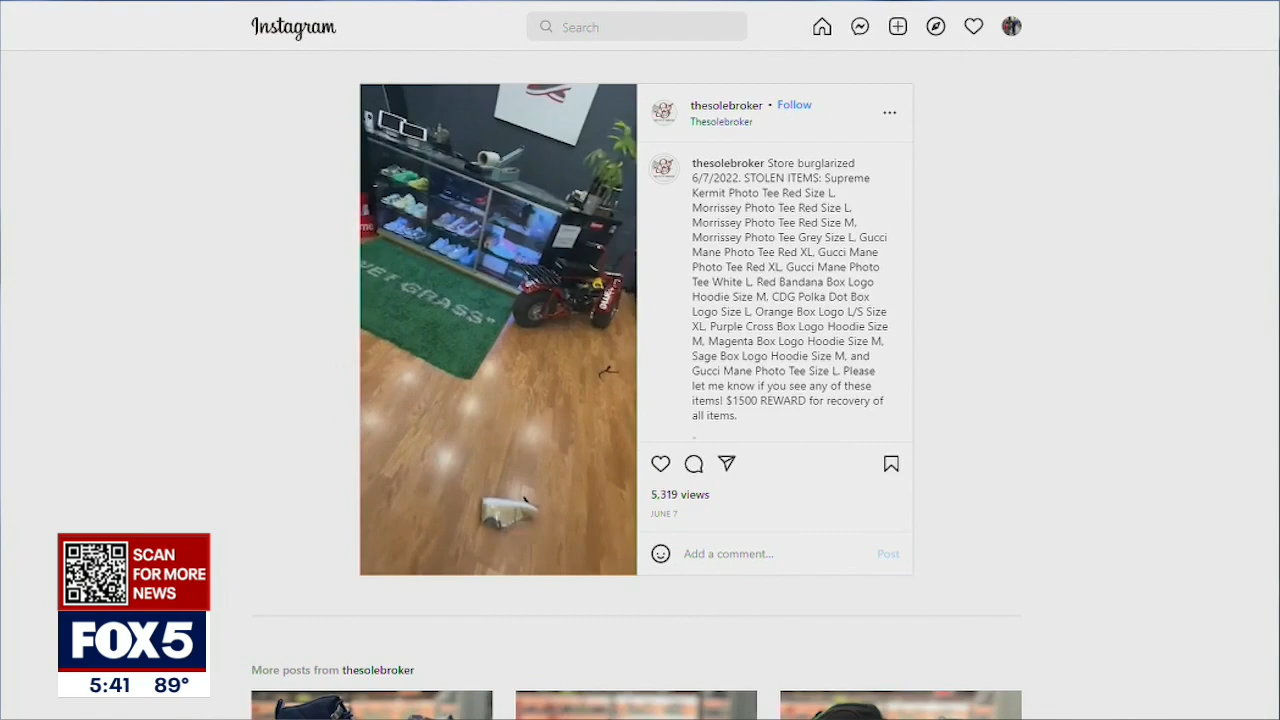 Instagram
Search
thesolebroker • Follow
Thesolebroker
thesolebroker Store burglarized
6/7/2022. STOLEN ITEMS: Supreme
Kermit Photo Tee Red Size L,
Morrissey Photo Tee Red Size L,
Morrissey Photo Tee Red Size M,
Morrissey Photo Tee Grey Size L, Gucci
Mane Photo Tee Red XL, Gucci Mane
Photo Tee Red XL, Gucci Mane Photo
Tee White L, Red Bandana Box Logo
Hoodie Size M, CDG Polka Dot Box
Logo Size L, Orange Box Logo L/S Size
XL, Purple Cross Box Logo Hoodie Size
M, Magenta Box Logo Hoodie Size M,
Sage Box Logo Hoodie Size M, and
Gucci Mane Photo Tee Size L. Please
let me know if you see any of these
items! $1500 REWARD for recovery of
all items.
.
5,319 views
JUNE 7
Add a comment...
Post
WET GRASS"
SCAN
FOR MORE
NEWS
FOX 5
5:41 89°
More posts from thesolebroker